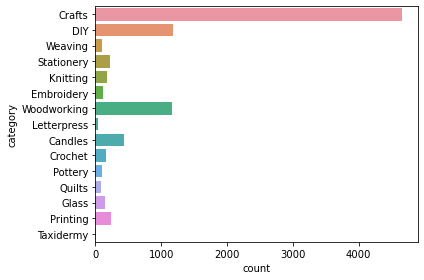 Crafts
DIY
Weaving
Stationery
Knitting
Embroidery
Woodworking
Letterpress
Candles
Crochet
Pottery
Quilts
Glass
Printing
Taxidermy
category
0 1000 2000 3000 4000
count